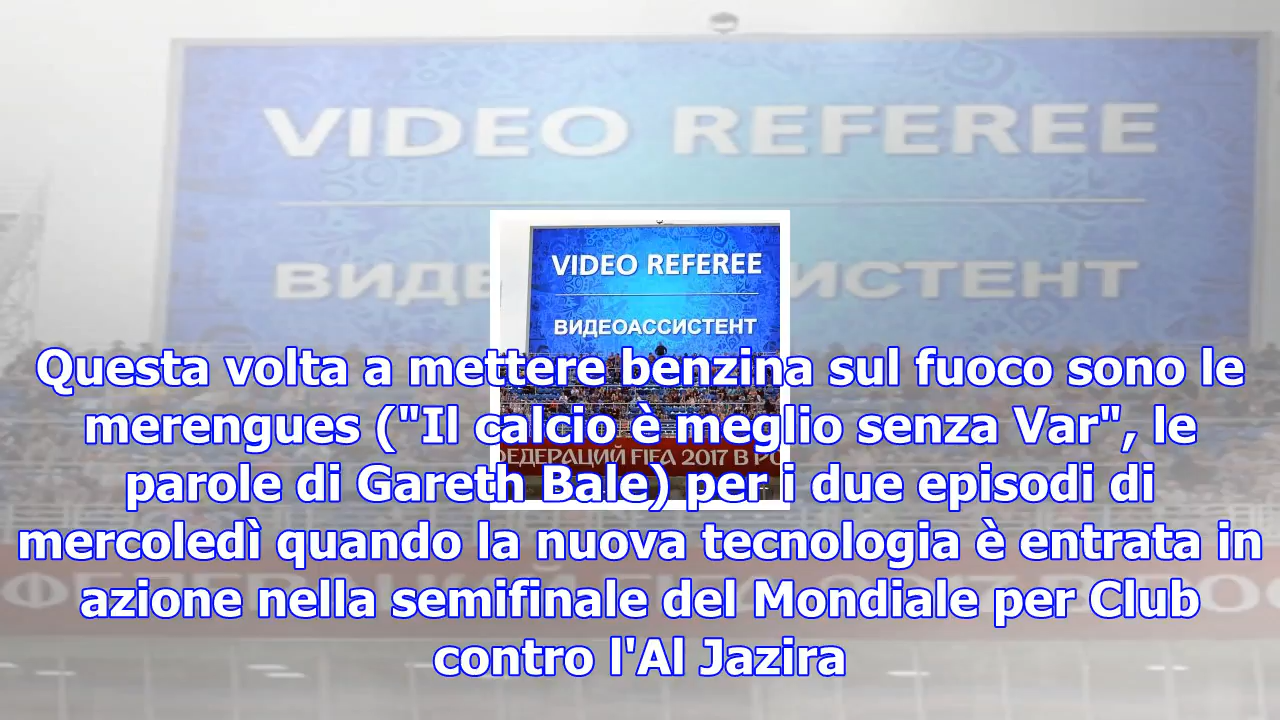 VIDEO REFEREE
VIDEO REFEREE
ВИДЕОАССИСТЕНТ
Questa volta a mettere benzina sul fuoco sono le
merengues ("Il calcio è meglio senza Var", le
parole di Gareth Bale) per i due episodi di
mercoledì quando la nuova tecnologia è entrata in
azione nella semifinale del Mondiale per Club
contro l'Al Jazira
FIFA 2017 В